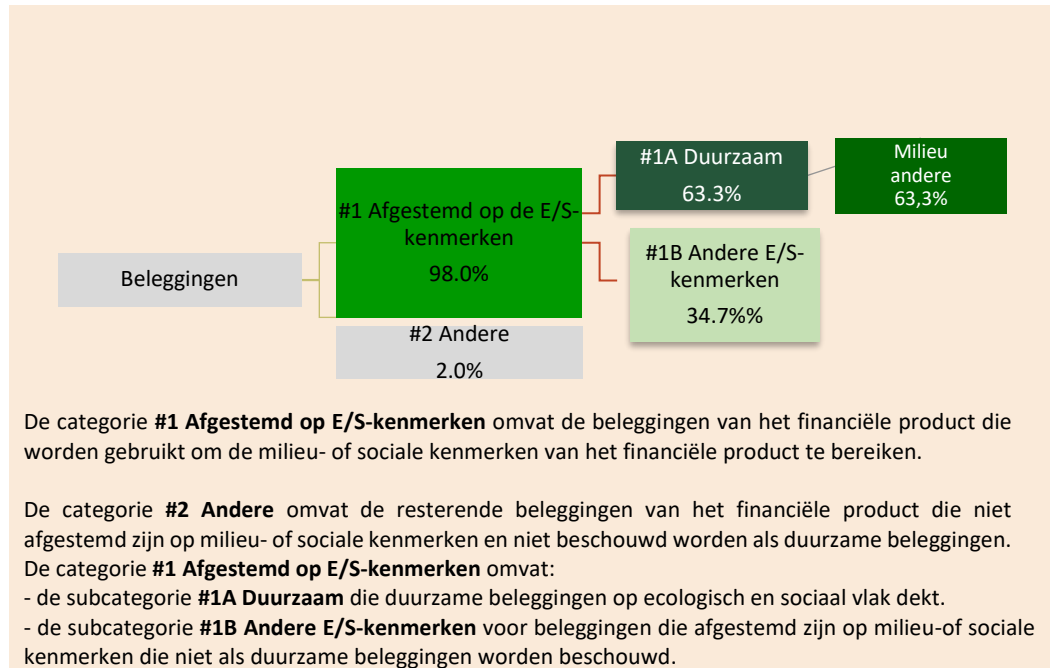 Beleggingen
#1 Afgestemd op de E/S-
kenmerken
98.0%
#2 Andere
2.0%
#1A Duurzaam
63.3%
#1B Andere E/S-
kenmerken
34.7%%
Milieu
andere
63,3%
De categorie #1 Afgestemd op E/S-kenmerken omvat de beleggingen van het financiële product die
worden gebruikt om de milieu- of sociale kenmerken van het financiële product te bereiken.
De categorie #2 Andere omvat de resterende beleggingen van het financiële product die niet
afgestemd zijn op milieu- of sociale kenmerken en niet beschouwd worden als duurzame beleggingen.
De categorie #1 Afgestemd op E/S-kenmerken omvat:
- de subcategorie #1A Duurzaam die duurzame beleggingen op ecologisch en sociaal vlak dekt.
- de subcategorie #1B Andere E/S-kenmerken voor beleggingen die afgestemd zijn op milieu-of sociale
kenmerken die niet als duurzame beleggingen worden beschouwd.